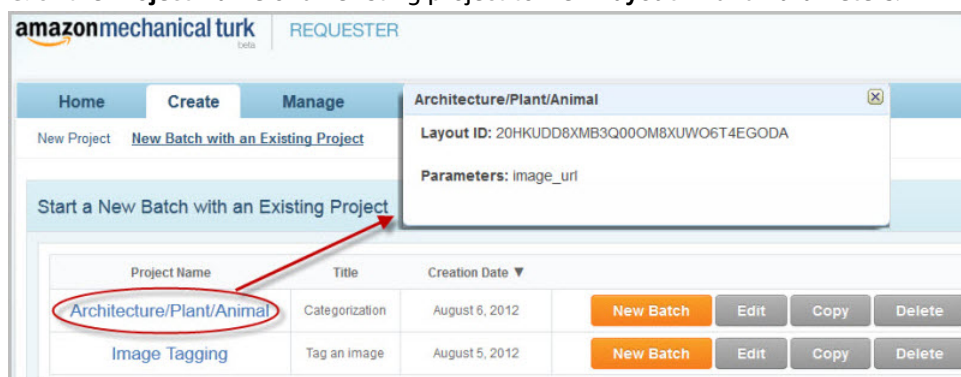 amazonmechanical turk
beta
REQUESTER
Home
Create
Manage
New Project
New Batch with an Existing Project
Architecture/Plant/Animal
Layout ID: 20HKUDD8XMB3Q00OM8XUWO6T4EGODA
Parameters: image_url
Start a New Batch with an Existing Project
Project Name Title Creation Date ▼
Architecture/Plant/Animal Categorization August 6, 2012 New Batch Edit Copy Delete
Image Tagging Tag an image August 5, 2012 New Batch Edit Copy Delete